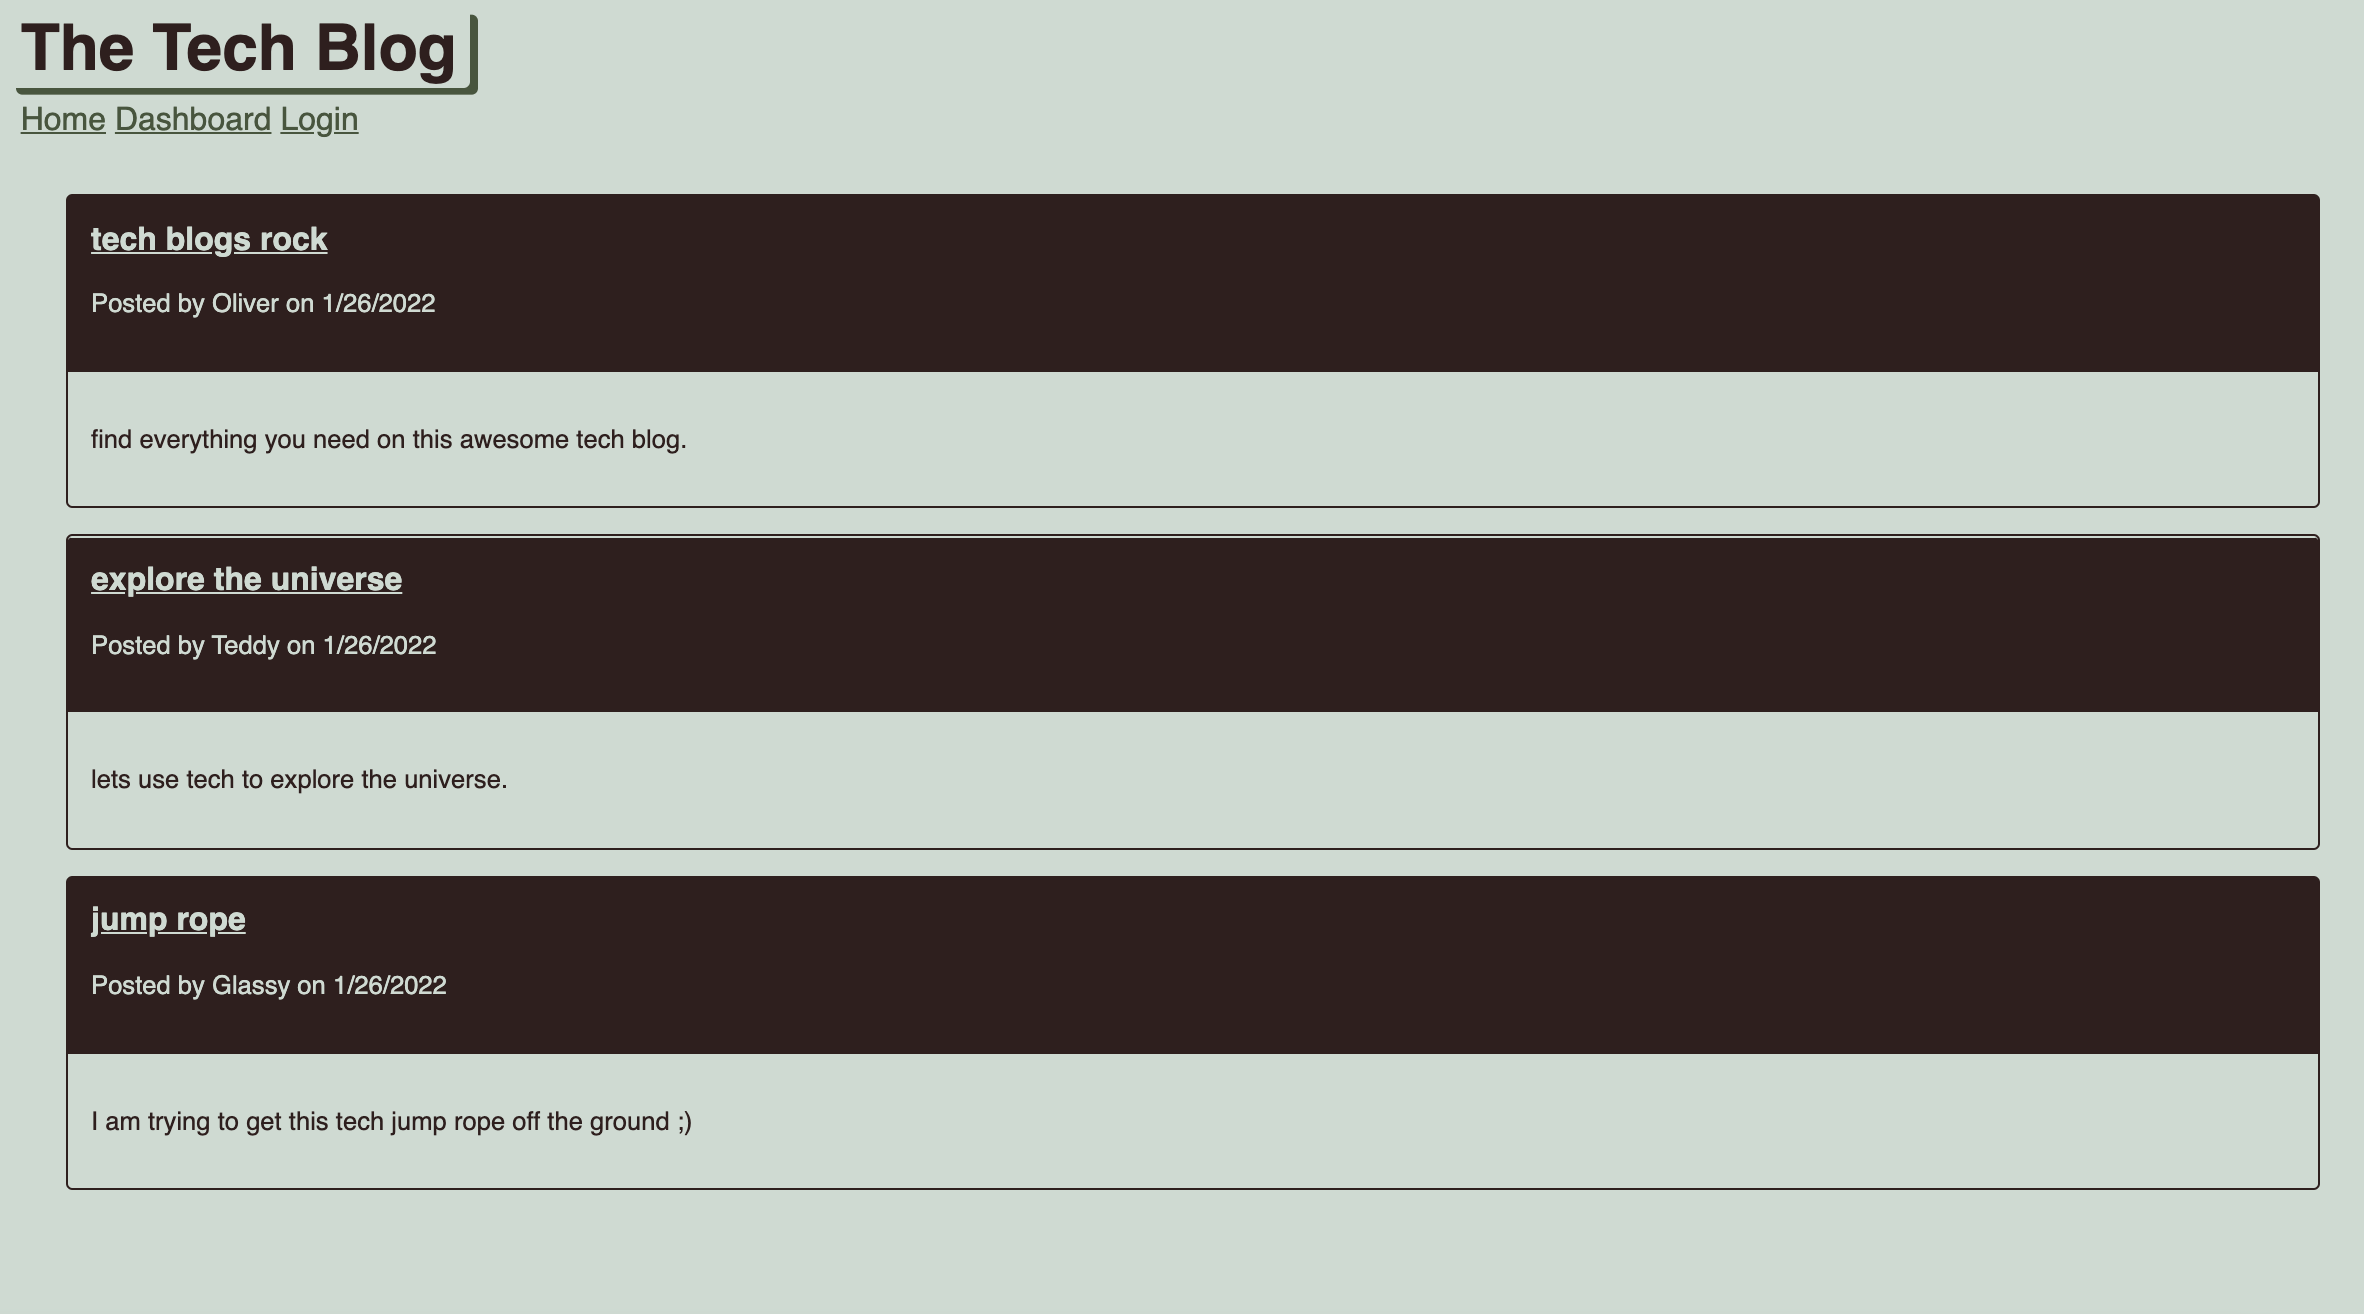 The Tech Blog
Home Dashboard Login
tech blogs rock
Posted by Oliver on 1/26/2022
find everything you need on this awesome tech blog.
explore the universe
Posted by Teddy on 1/26/2022
lets use tech to explore the universe.
jump rope
Posted by Glassy on 1/26/2022
I am trying to get this tech jump rope off the ground ;)